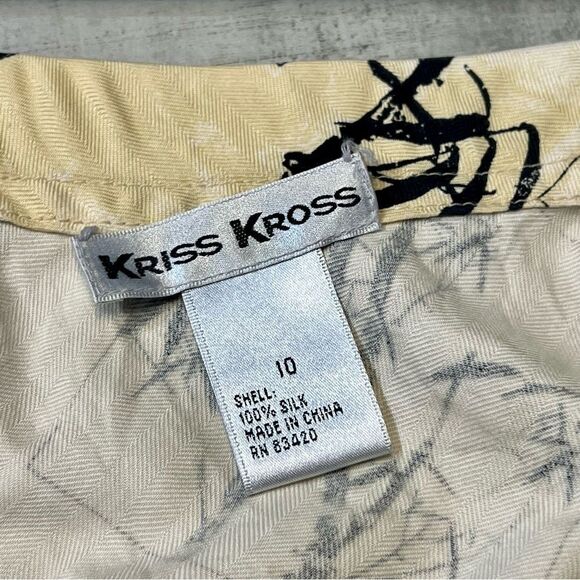 KRISS KROSS
10
SHELL:
100% SILK
MADE IN CHINA
RN 83420